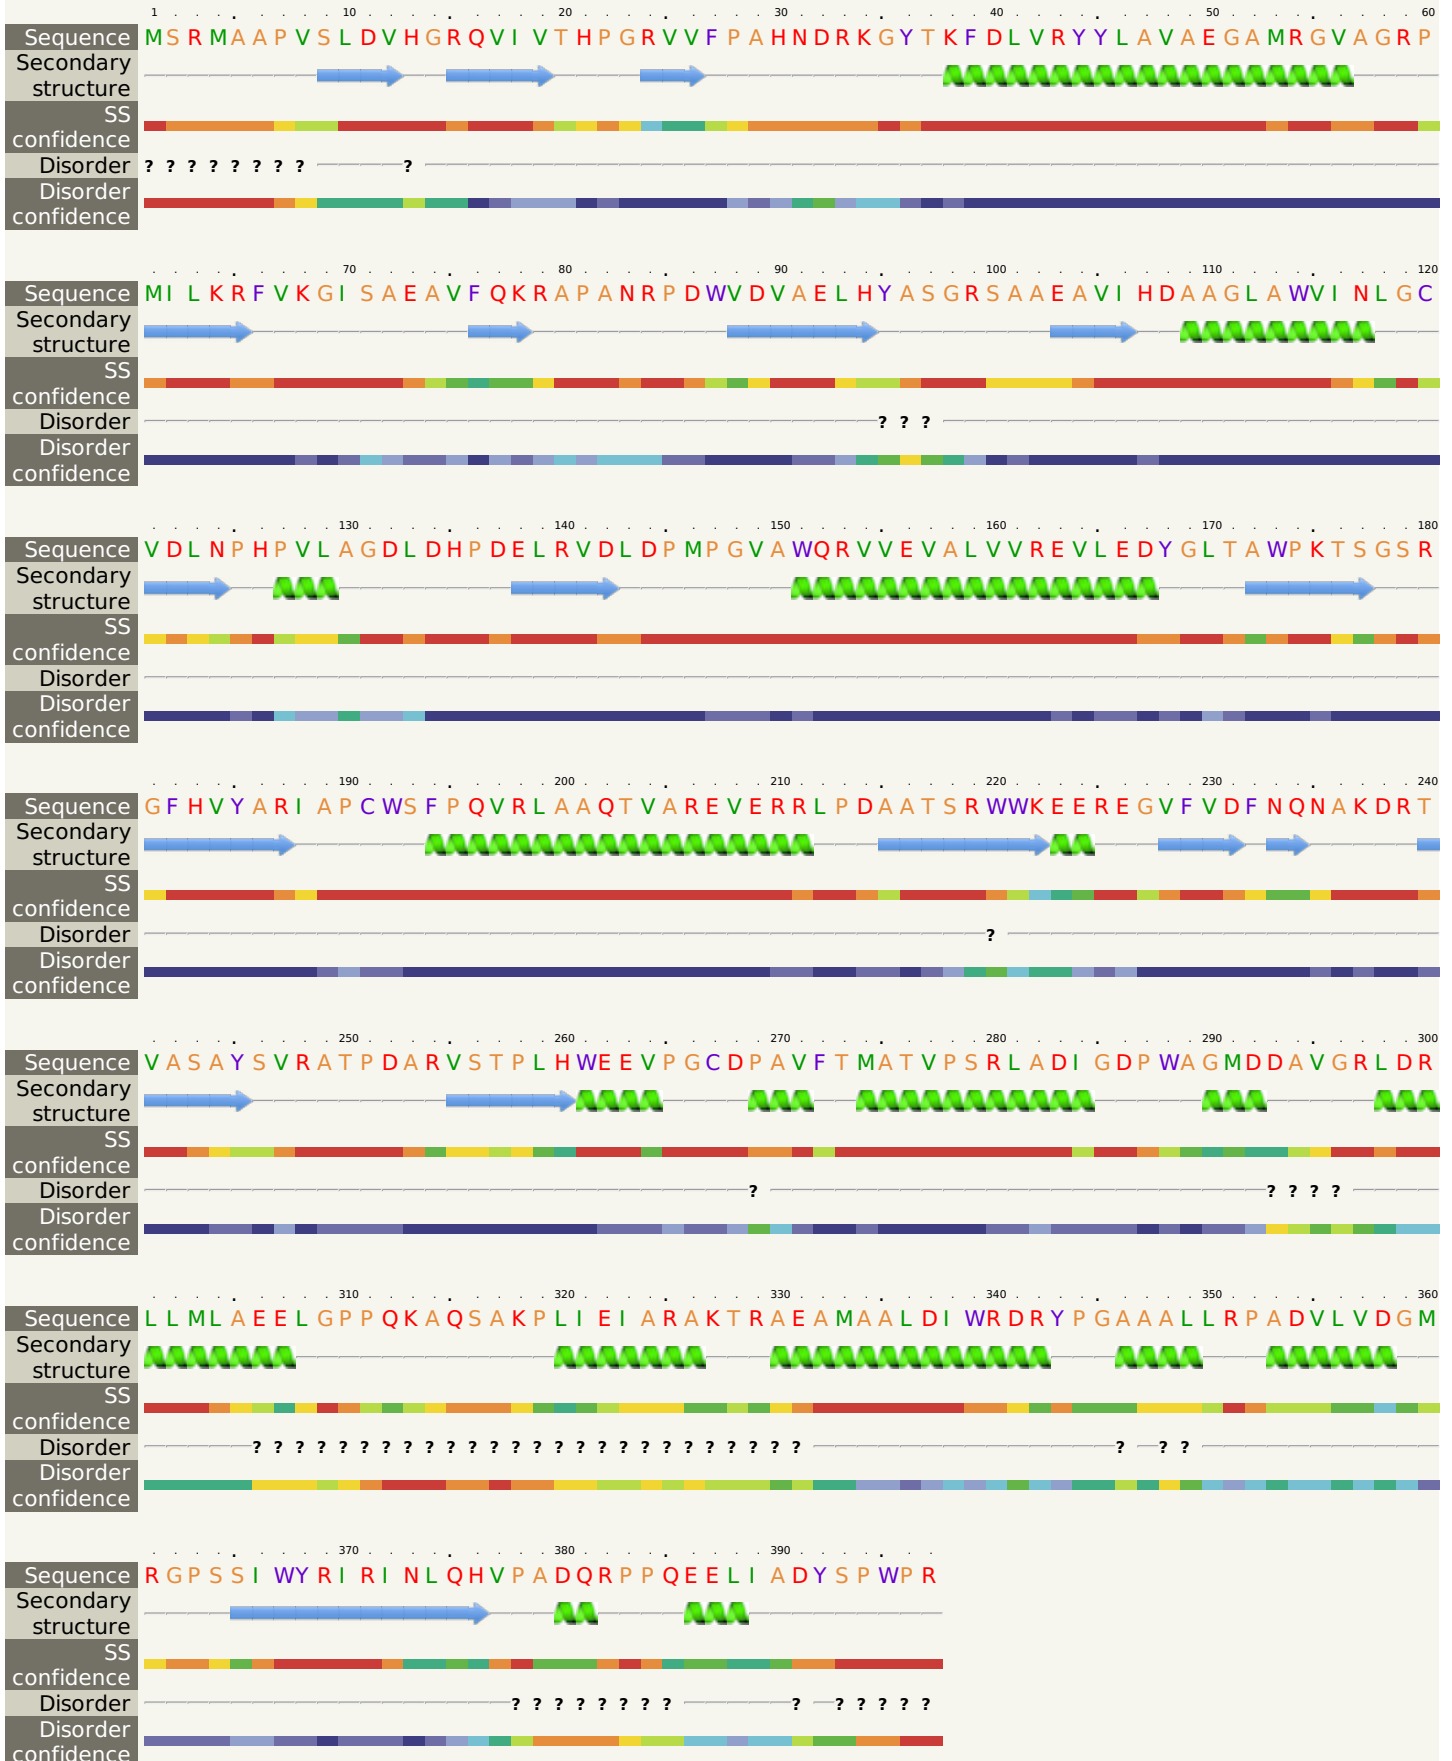 1 10 20 30 40 50 60
Sequence MSRMAAPVSLDVHGRQVIVTHPGRVVFPAHNDRKGYTKFDLVRYYLAVAEGAMRGVAGRP
Secondary
structure
SS
confidence
Disorder ? ? ? ? ? ? ? ? ?
Disorder
confidence
70 80 90 100 110 120
Sequence MILKRFVKGISAEAVFQKRAPANRPDWVDVAELHYASGRSAAEAVIHDAAGLAWVINLGC
Secondary
structure
SS
confidence
Disorder ? ? ?
Disorder
confidence
130 140 150 160 170 180
Sequence VDLNPHPVLAGDLDHPDELRVDLDPMPGVAWQRVVEVALVVREVLEDYGLTAWPKTSGSR
Secondary
structure
SS
confidence
Disorder
Disorder
confidence
190 200 210 220 230 240
Sequence GFHVYARIAPCWSFPQVRLAAQTVAREVERRLPDAATSRWWKEEREGVFVDFNQNAKDRT
Secondary
structure
SS
confidence
Disorder ?
Disorder
confidence
250 260 270 280 290 300
Sequence VASAYSVRATPDARVSTPLHWEEVPGCDPAVFTMATVPSRLADIGDPWAGMDDAVGRLDR
Secondary
structure
SS
confidence
Disorder ? ? ? ? ?
Disorder
confidence
310 320 330 340 350 360
Sequence LLMLAEELGPPQKAQSAKPLIEIARAKTRAEAMAALDIWRDRYPGAAALLRPADVLVDGM
Secondary
structure
SS
confidence
Disorder ? ? ? ? ? ? ? ? ? ? ? ? ? ? ? ? ? ? ? ? ? ? ? ? ? ? ? ? ?
Disorder
confidence
370 380 390
Sequence RGPSSIWYRIRINLQHVPADQRPPQEELIADYSPWPR
Secondary
structure
SS
confidence
Disorder ? ? ? ? ? ? ? ? ? ? ? ? ? ?
Disorder
confidence